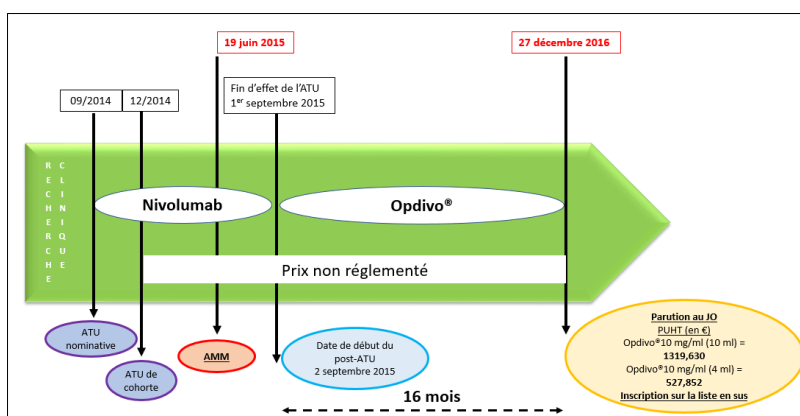 19 juin 2015
27 décembre 2016
Fin d'effet de l'ATU
1er septembre 2015
09/2014
12/2014
RECHERCHE
CLINIQUE
Nivolumab
Opdivo®
Prix non réglementé
ATU
nominative
ATU
de cohorte
AMM
Date de début du
post-ATU
2 septembre 2015
16 mois
Parution au JO
PUHT (en €)
Opdivo®10 mg/ml (10 ml) =
1319,630
Opdivo®10 mg/ml (4 ml) =
527,852
Inscription sur la liste en sus